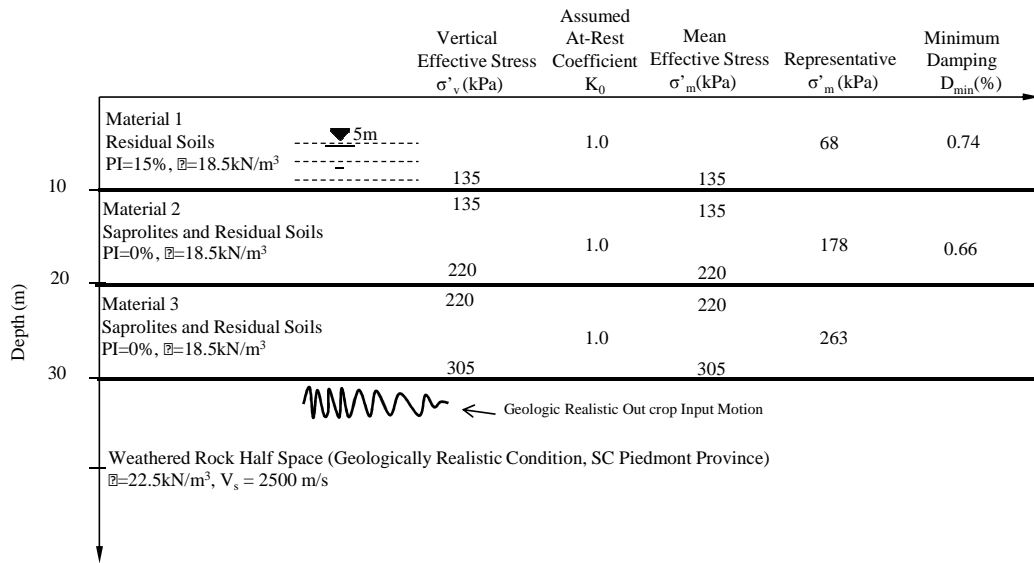 Vertical
Effective Stress
σ'v (kPa)
Assumed
At-Rest
Coefficient
K0
Mean
Effective Stress
σ'm(kPa)
Representative
σ'm (kPa)
Minimum
Damping
Dmin(%)
Material 1
Residual Soils
PI=15%, ⍰=18.5kN/m3
5m
1.0
68
0.74
135
135
10
Material 2
Saprolites and Residual Soils
PI=0%, ⍰=18.5kN/m3
135
135
1.0
178
0.66
220
220
20
Material 3
Saprolites and Residual Soils
PI=0%, ⍰=18.5kN/m3
220
220
1.0
263
305
305
30
Depth (m)
Geologic Realistic Out crop Input Motion
Weathered Rock Half Space (Geologically Realistic Condition, SC Piedmont Province)
⍰=22.5kN/m3, Vs = 2500 m/s